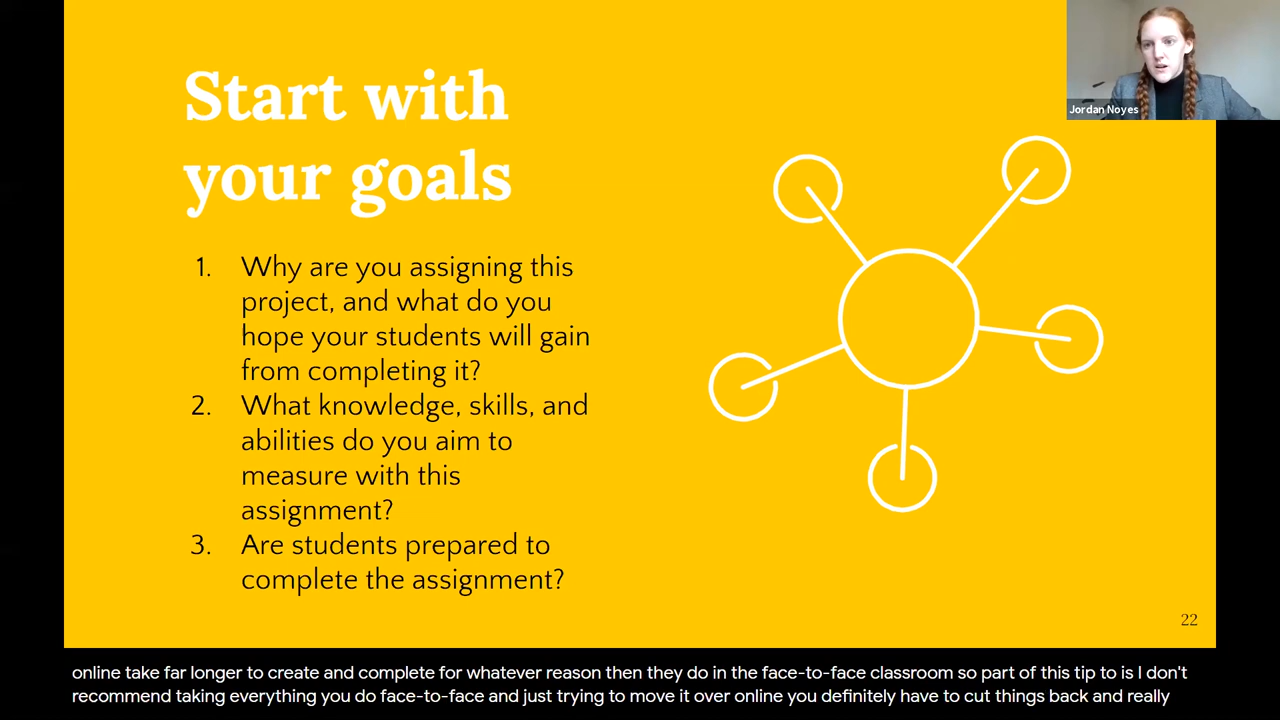 Start with
your goals
1. Why are you assigning this
project, and what do you
hope your students will gain
from completing it?
2. What knowledge, skills, and
abilities do you aim to
measure with this
assignment?
3. Are students prepared to
complete the assignment?
Jordan Noyes
22
online take far longer to create and complete for whatever reason then they do in the face-to-face classroom so part of this tip to is I don't
recommend taking everything you do face-to-face and just trying to move it over online you definitely have to cut things back and really